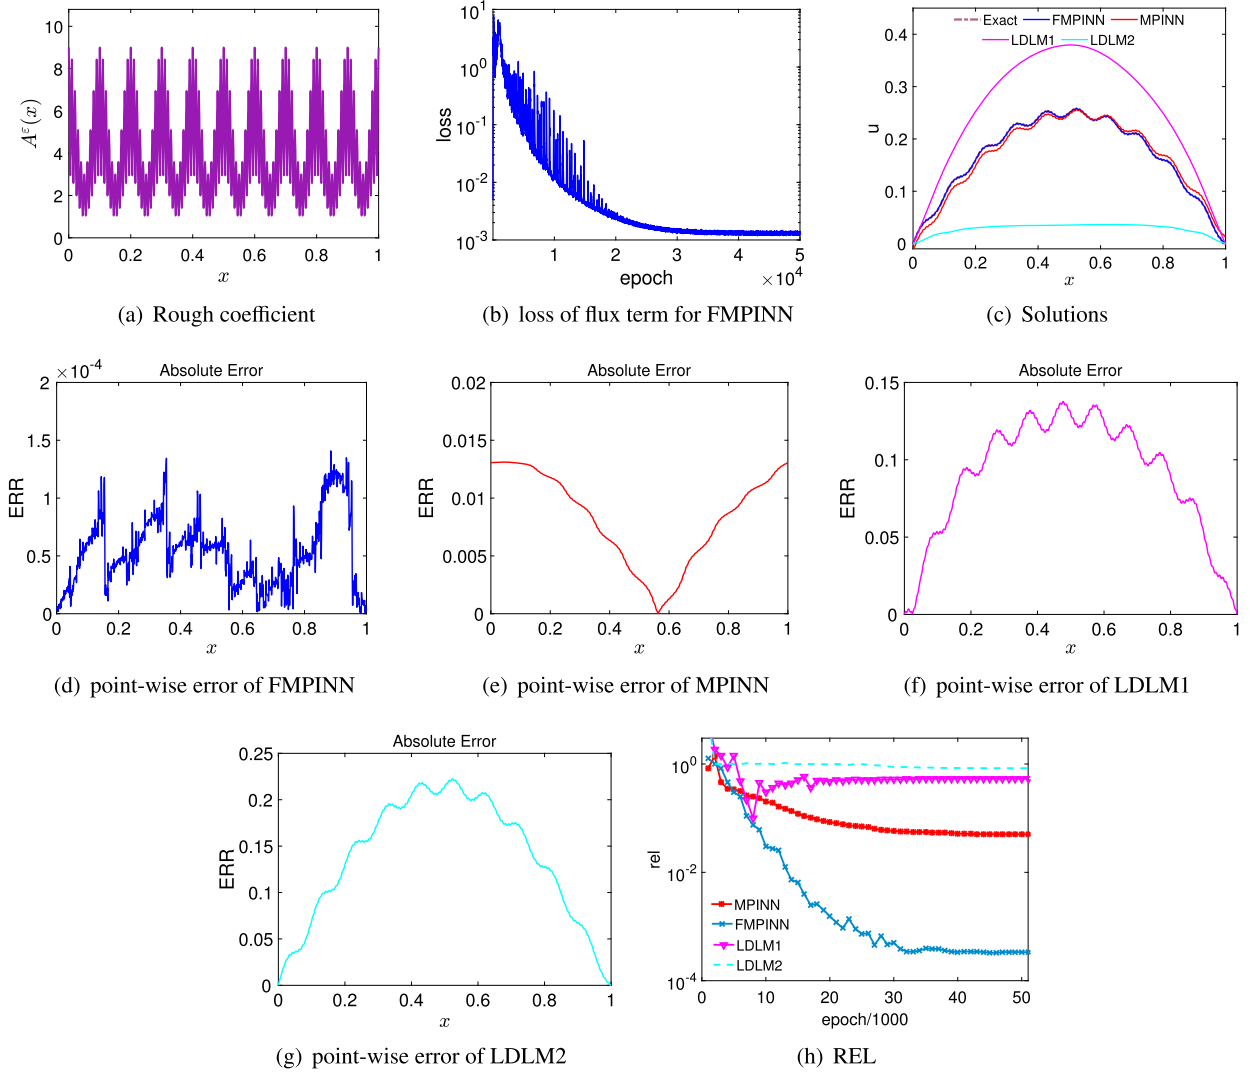 10
8
6
4
2
0
A^ε(x)
0 0.2 0.4 0.6 0.8 1
x
(a) Rough coefficient
10^1
10^0
10^-1
10^-2
10^-3
loss
1 2 3 4 5
epoch ×10^4
(b) loss of flux term for FMPINN
Exact FMPINN MPINN
LDLM1 LDLM2
0.4
0.3
0.2
0.1
0
u
0 0.2 0.4 0.6 0.8 1
x
(c) Solutions
×10^-4
Absolute Error
2
1.5
1
0.5
0
ERR
0 0.2 0.4 0.6 0.8 1
x
(d) point-wise error of FMPINN
Absolute Error
0.02
0.015
0.01
0.005
0
ERR
0 0.2 0.4 0.6 0.8 1
x
(e) point-wise error of MPINN
Absolute Error
0.15
0.1
0.05
0
ERR
0 0.2 0.4 0.6 0.8 1
x
(f) point-wise error of LDLM1
Absolute Error
0.25
0.2
0.15
0.1
0.05
0
ERR
0 0.2 0.4 0.6 0.8 1
x
(g) point-wise error of LDLM2
10^0
10^-2
10^-4
rel
MPINN
FMPINN
LDLM1
LDLM2
0 10 20 30 40 50
epoch/1000
(h) REL